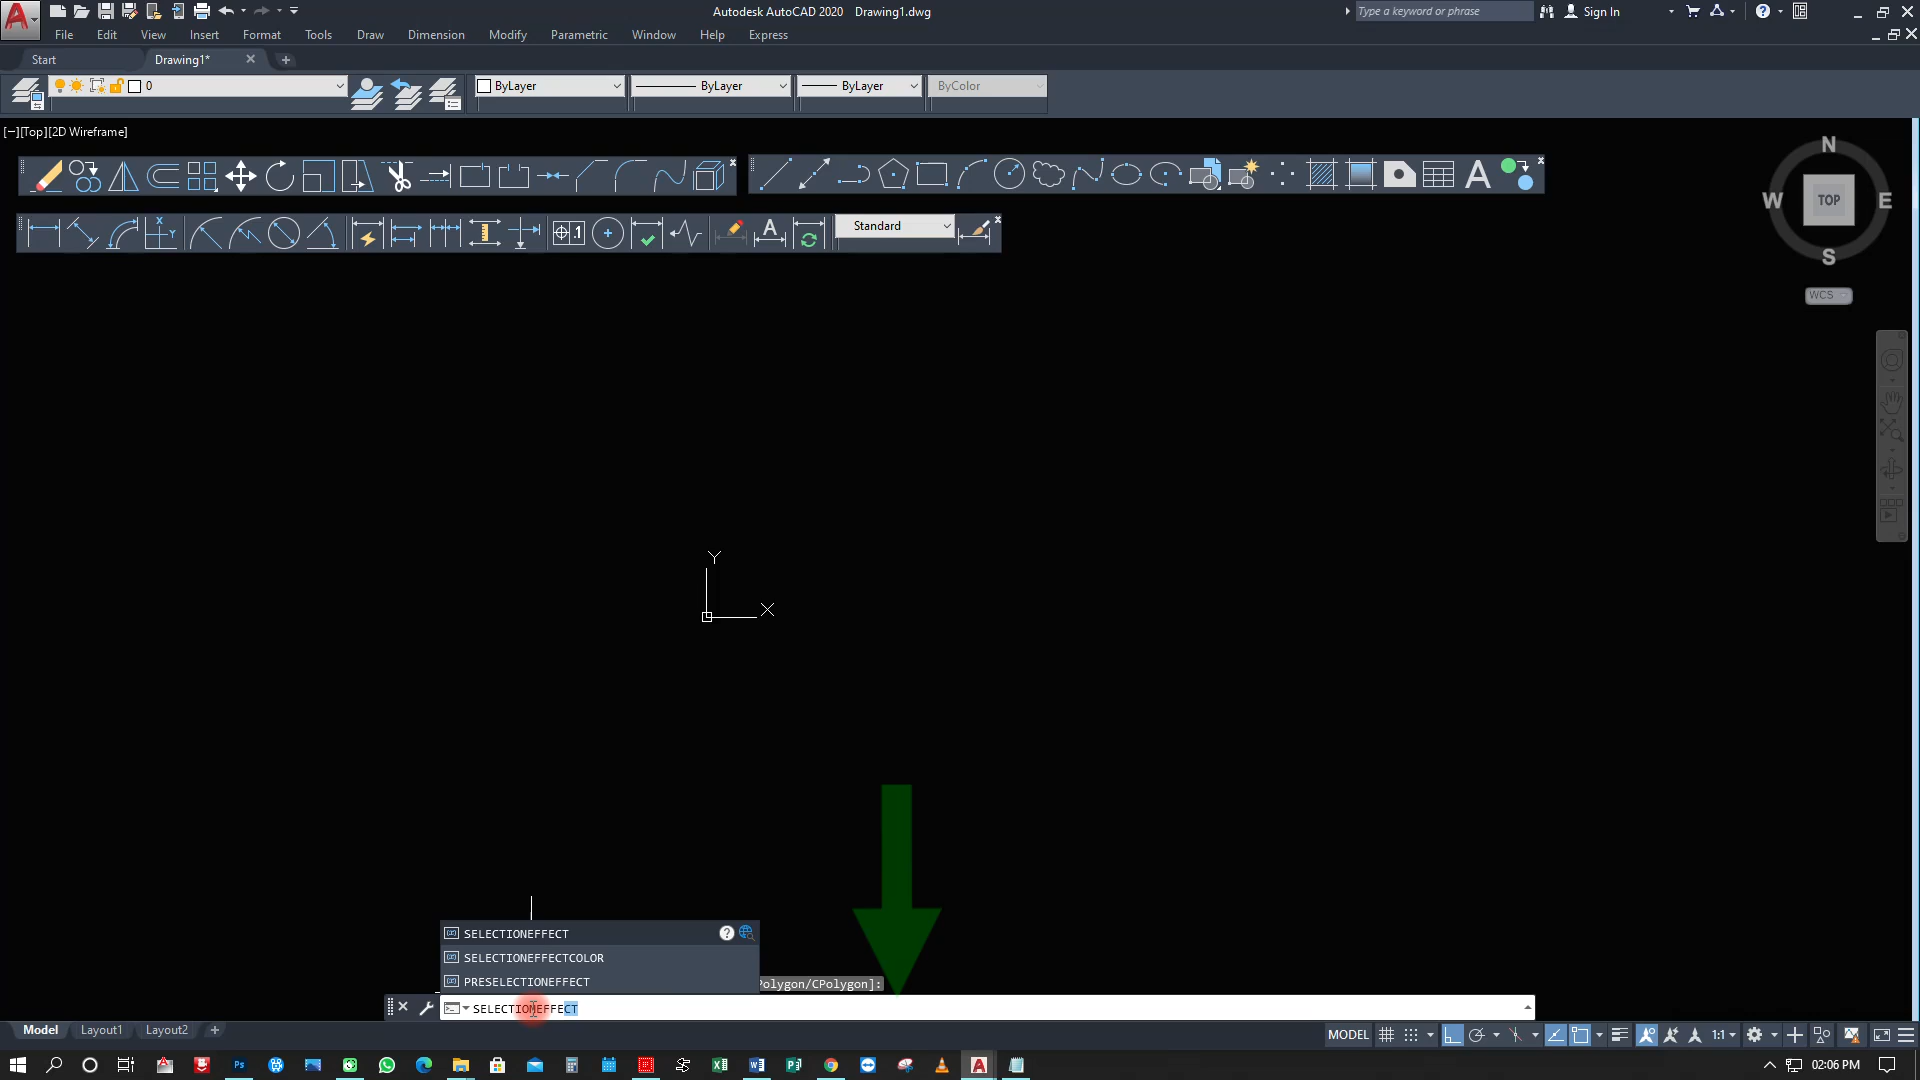 Autodesk AutoCAD 2020 Drawing1.dwg
Type a keyword or phrase
Sign In
File Edit View Insert Format Tools Draw Dimension Modify Parametric Window Help Express
Start
Drawing1*
0
ByLayer
ByLayer
ByLayer
ByColor
[−][Top][2D Wireframe]
A
N
W
TOP
E
S
WCS
X
Y
.1
A
Standard
Y
X
SELECTIONEFFECT
SELECTIONEFFECTCOLOR
PRESELECTIONEFFECT
Polygon/CPolygon]:
SELECTIONEFFECT
Model Layout1 Layout2
MODEL
1:1
02:06 PM